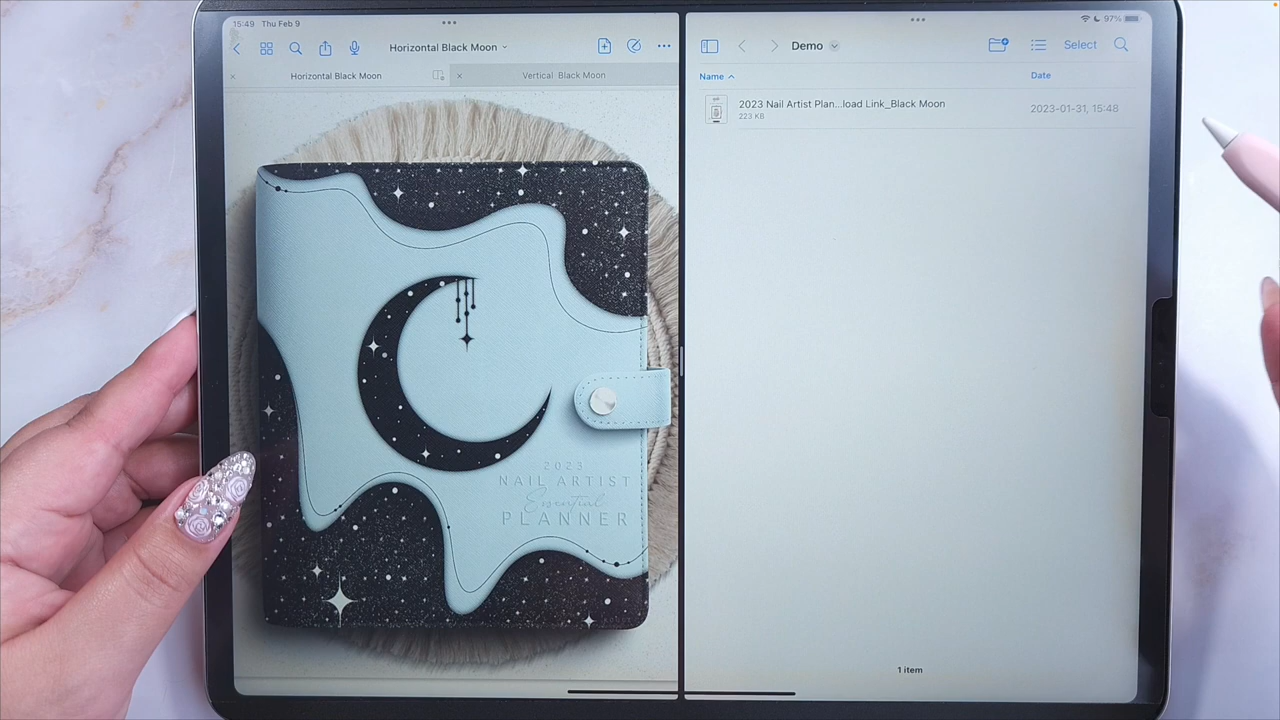 15:49 Thu Feb 9
97%
Horizontal Black Moon
Horizontal Black Moon
Vertical Black Moon
2023
NAIL ARTIST
Essential
PLANNER
Demo
Select
Name
Date
2023 Nail Artist Plan...load Link_Black Moon
223 KB
2023-01-31, 15:48
1 item